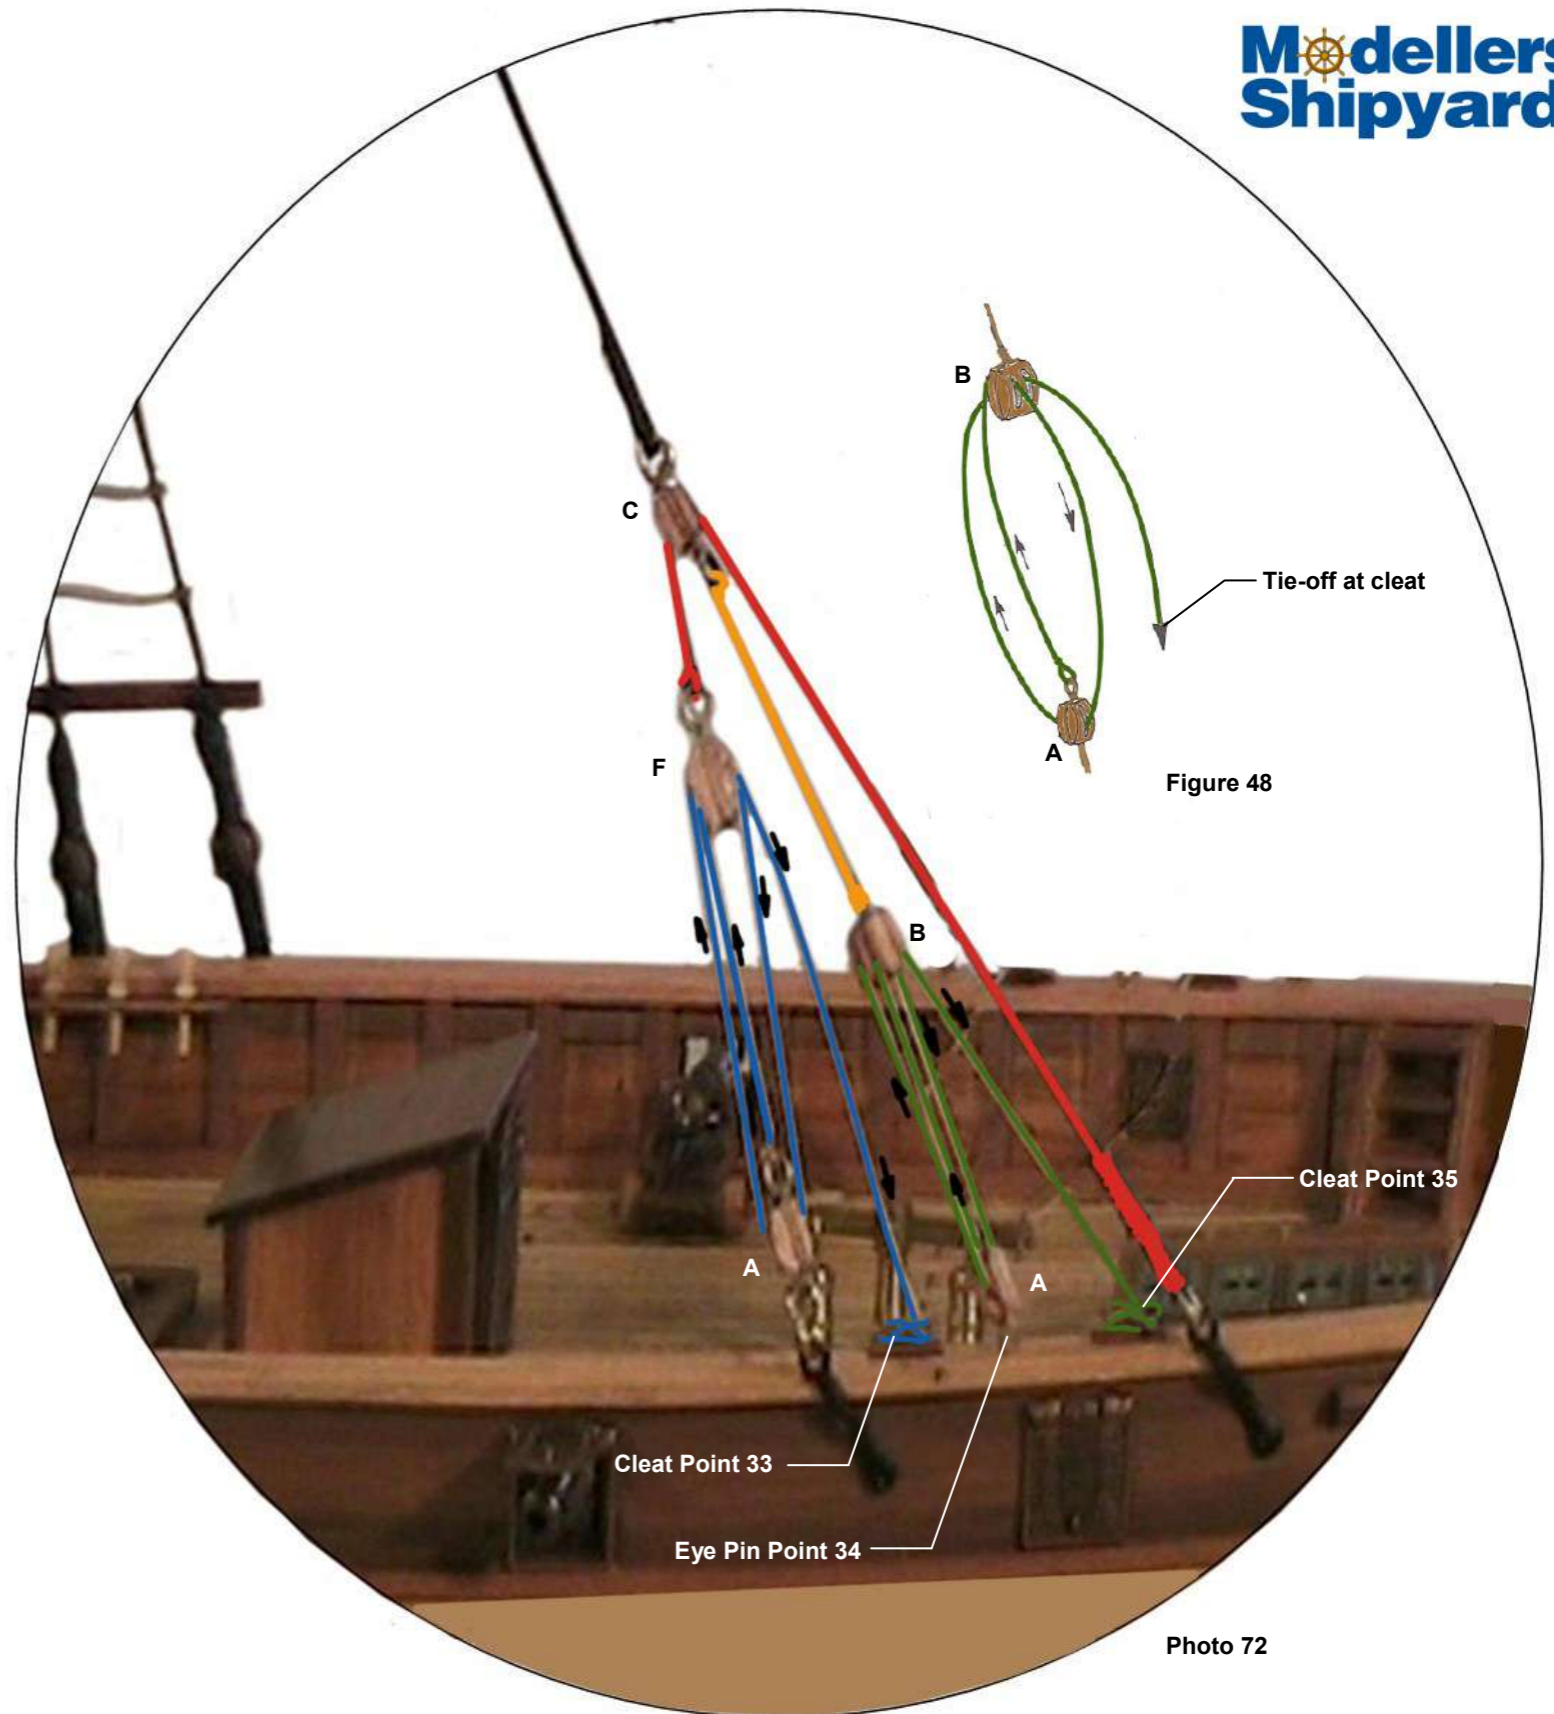 Modellers
Shipyard
B
C
Tie-off at cleat
A
F
Figure 48
B
Cleat Point 35
A
A
Cleat Point 33
Eye Pin Point 34
Photo 72